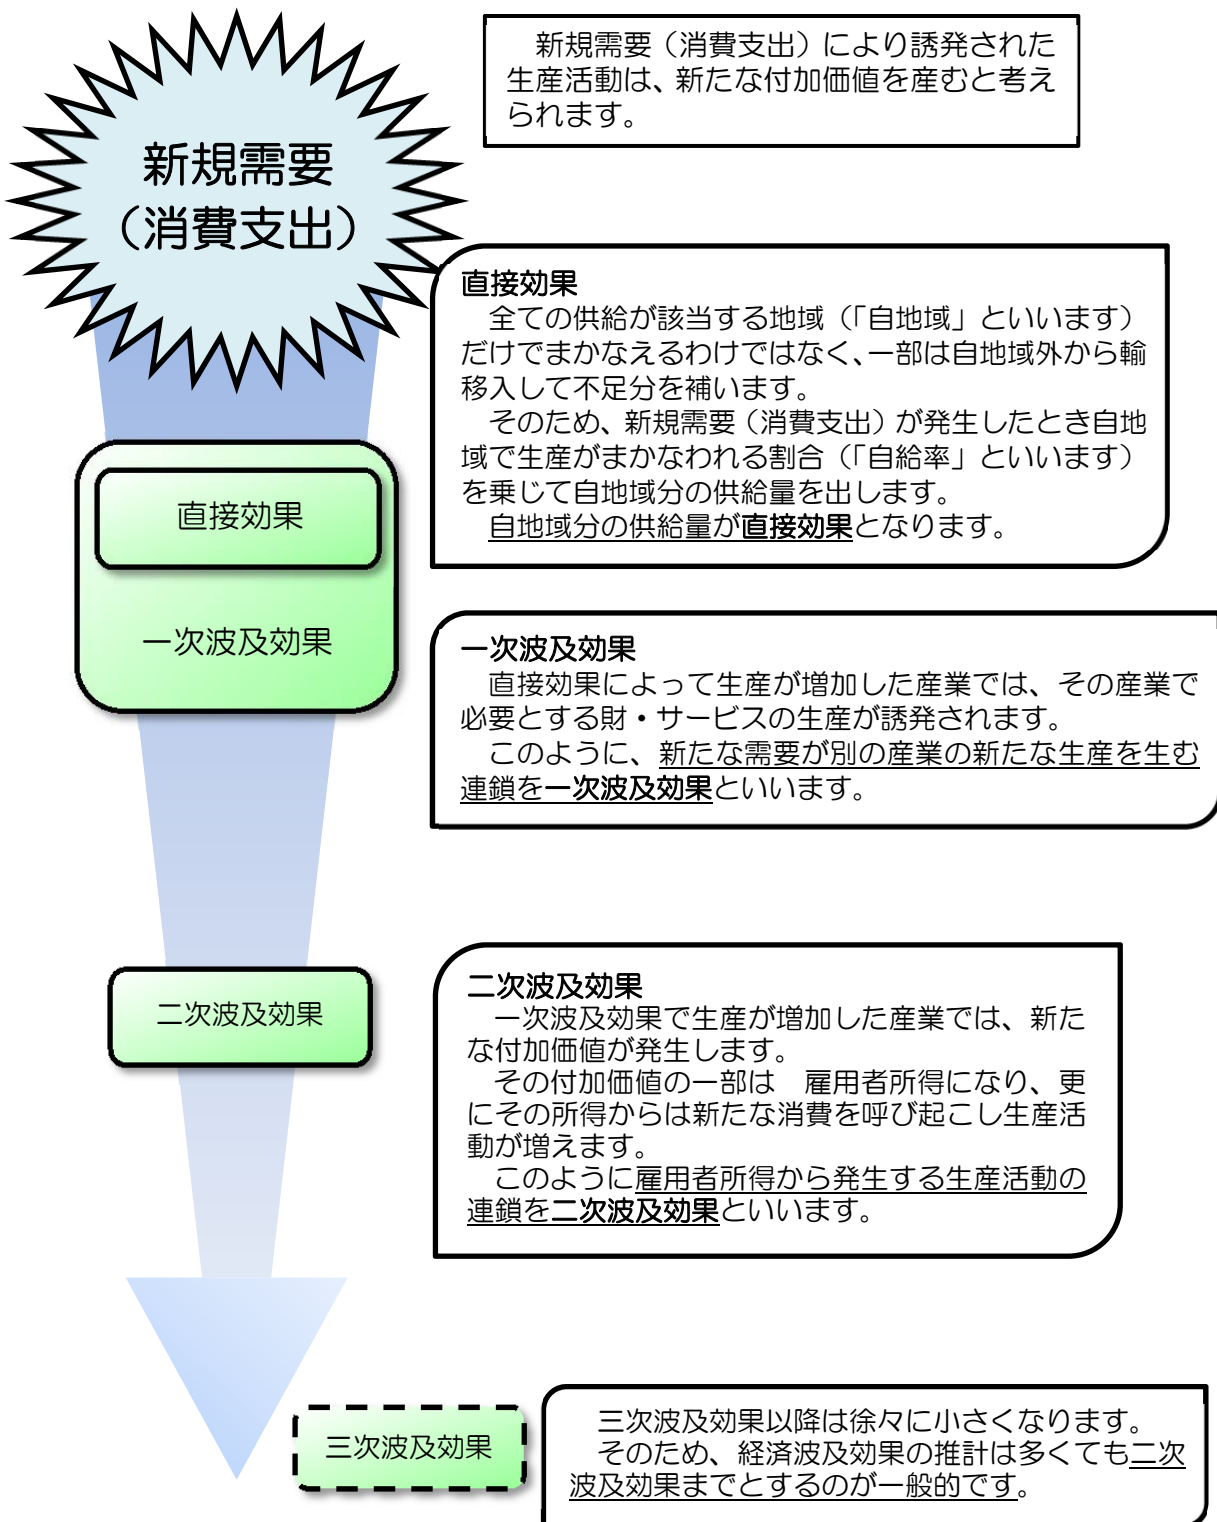 新規需要
（消費支出）
新規需要（消費支出）により誘発された
生産活動は、新たな付加価値を産むと考え
られます。
直接効果
全ての供給が該当する地域（「自地域」といいます）
だけでまかなえるわけではなく、一部は自地域外から輸
移入して不足分を補います。
そのため、新規需要（消費支出）が発生したとき自地
域で生産がまかなわれる割合（「自給率」といいます）
を乗じて自地域分の供給量を出します。
自地域分の供給量が直接効果となります。
直接効果
一次波及効果
一次波及効果
直接効果によって生産が増加した産業では、その産業で
必要とする財・サービスの生産が誘発されます。
このように、新たな需要が別の産業の新たな生産を生む
連鎖を一次波及効果といいます。
二次波及効果
二次波及効果
一次波及効果で生産が増加した産業では、新た
な付加価値が発生します。
その付加価値の一部は　雇用者所得になり、更
にその所得からは新たな消費を呼び起こし生産活
動が増えます。
このように雇用者所得から発生する生産活動の
連鎖を二次波及効果といいます。
三次波及効果
三次波及効果以降は徐々に小さくなります。
そのため、経済波及効果の推計は多くても二次
波及効果までとするのが一般的です。